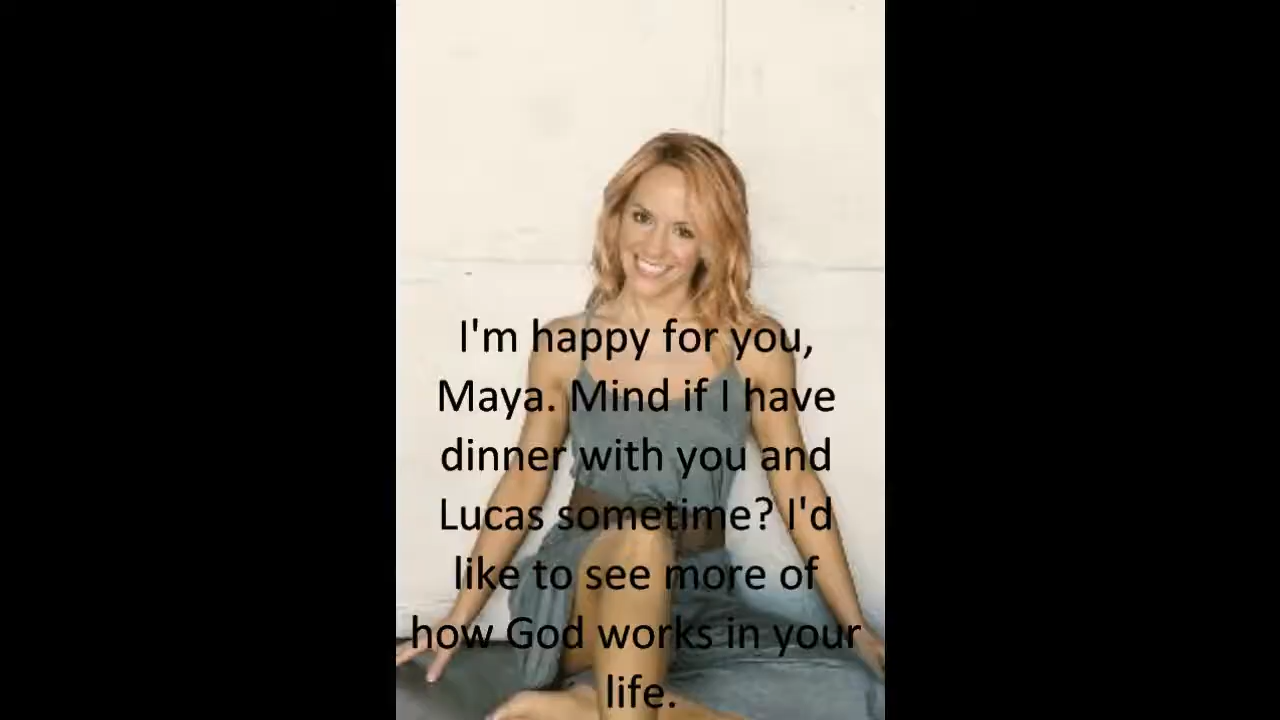 I'm happy for you,
Maya. Mind if I have
dinner with you and
Lucas sometime? I'd
like to see more of
how God works in your
life.